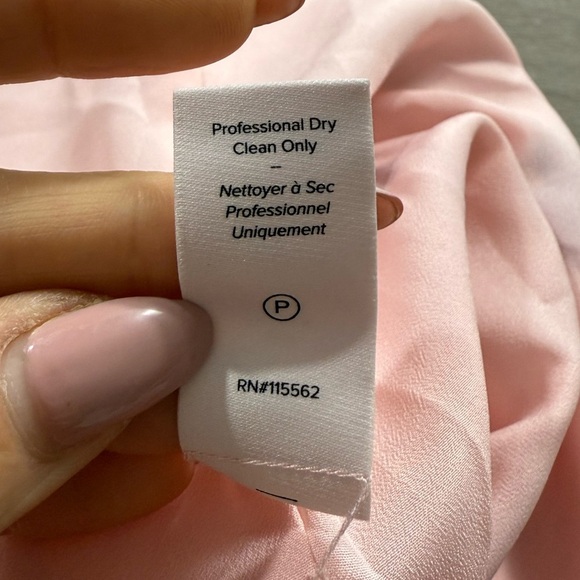 Professional Dry
Clean Only
–
Nettoyer à Sec
Professionnel
Uniquement
P
RN#115562